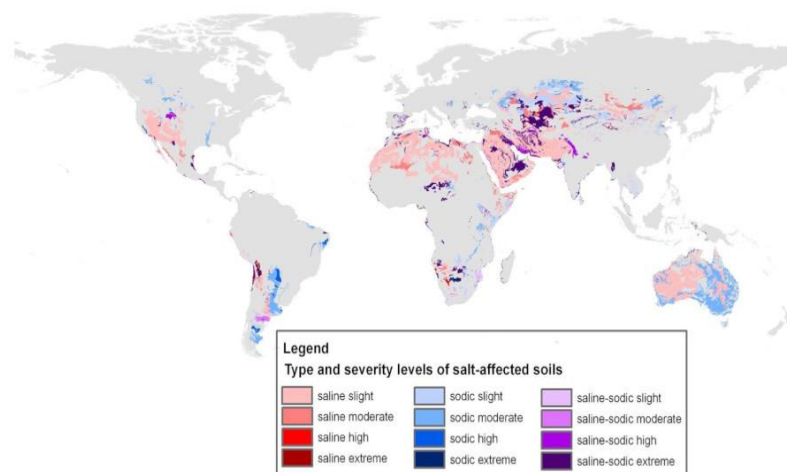 Legend
Type and severity levels of salt-affected soils
saline slight
saline moderate
saline high
saline extreme
sodic slight
sodic moderate
sodic high
sodic extreme
saline-sodic slight
saline-sodic moderate
saline-sodic high
saline-sodic extreme